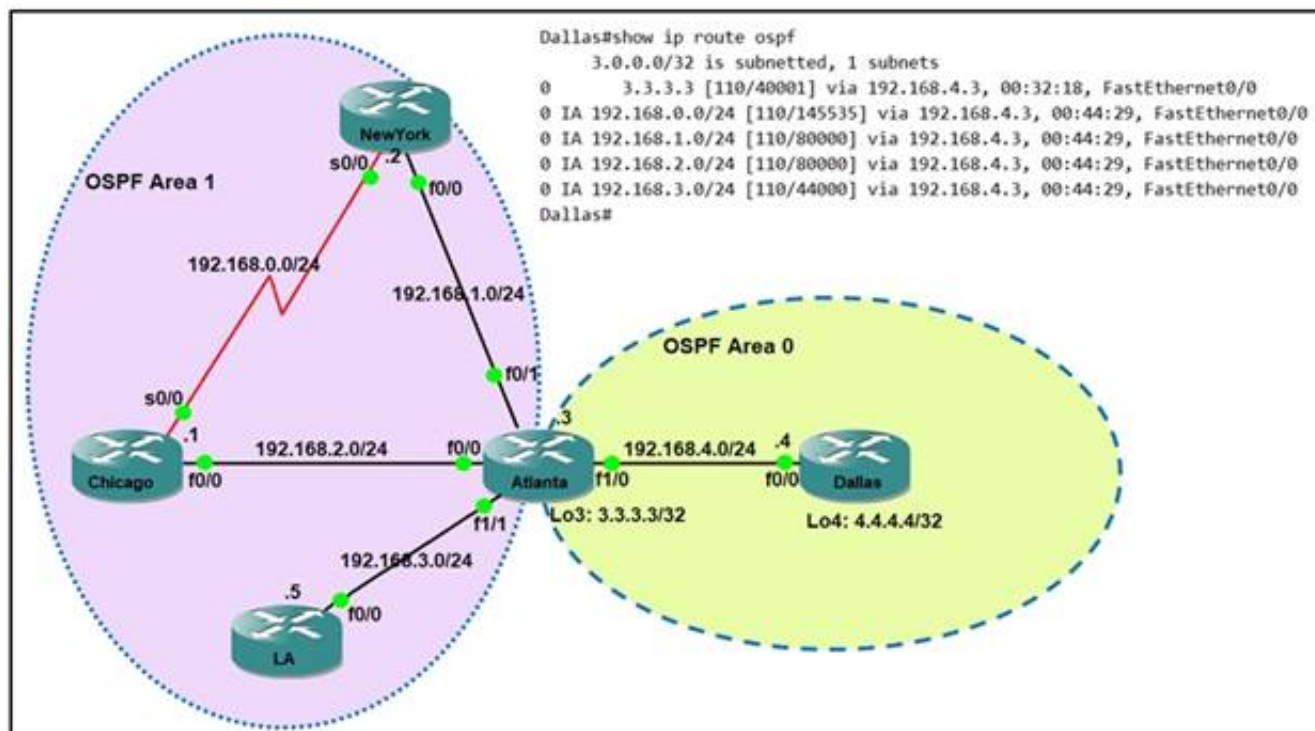 Dallas#show ip route ospf
3.0.0.0/32 is subnetted, 1 subnets
O 3.3.3.3 [110/40001] via 192.168.4.3, 00:32:18, FastEthernet0/0
O IA 192.168.0.0/24 [110/145535] via 192.168.4.3, 00:44:29, FastEthernet0/0
O IA 192.168.1.0/24 [110/80000] via 192.168.4.3, 00:44:29, FastEthernet0/0
O IA 192.168.2.0/24 [110/80000] via 192.168.4.3, 00:44:29, FastEthernet0/0
O IA 192.168.3.0/24 [110/44000] via 192.168.4.3, 00:44:29, FastEthernet0/0
Dallas#
NewYork
s0/0
.2
f0/0
OSPF Area 1
192.168.0.0/24
192.168.1.0/24
OSPF Area 0
f0/1
s0/0
.1
.3
192.168.2.0/24
f0/0
192.168.4.0/24
.4
Chicago
f0/0
Atlanta
f1/0
f0/0
Dallas
Lo3: 3.3.3.3/32
Lo4: 4.4.4.4/32
f1/1
192.168.3.0/24
.5
f0/0
LA